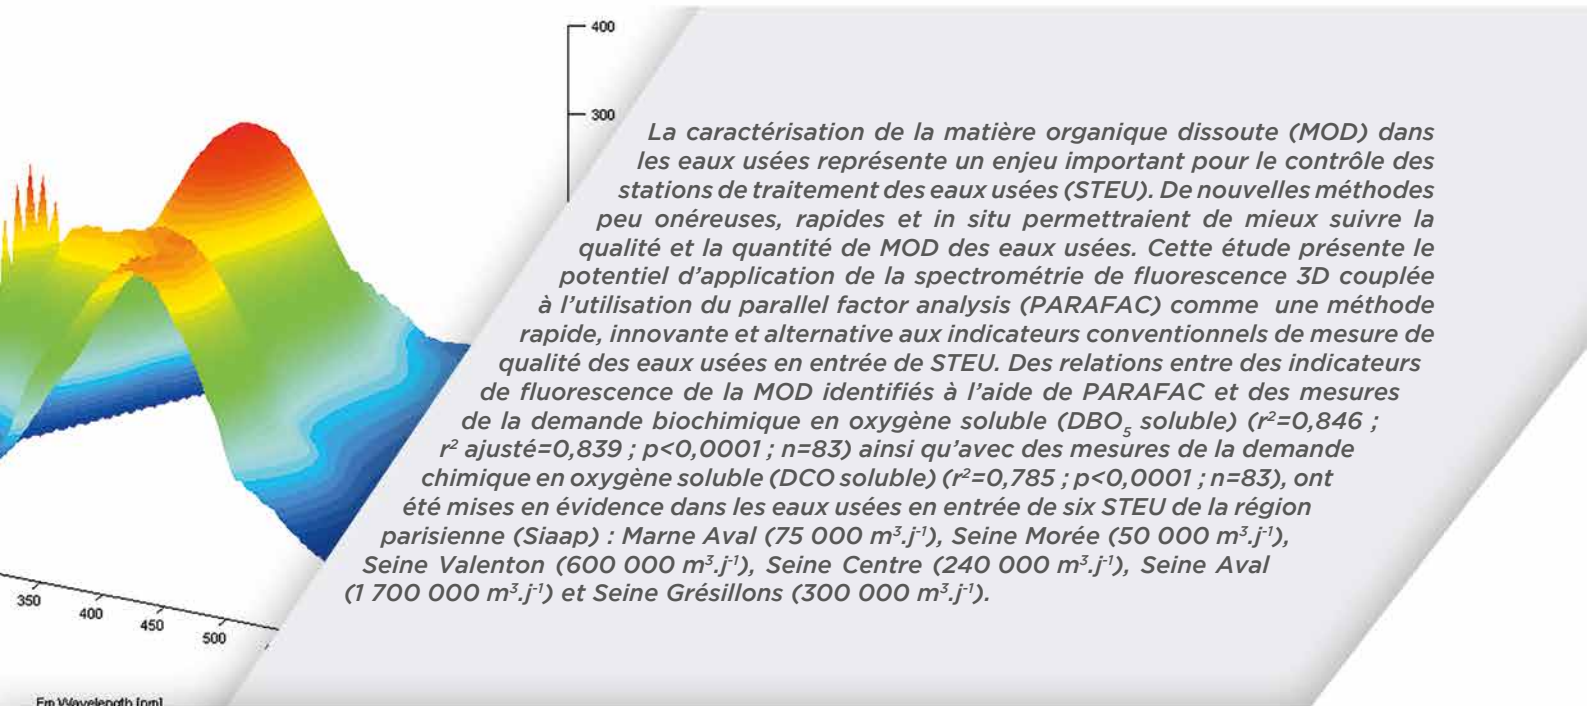 400
300
La caractérisation de la matière organique dissoute (MOD) dans
les eaux usées représente un enjeu important pour le contrôle des
stations de traitement des eaux usées (STEU). De nouvelles méthodes
peu onéreuses, rapides et in situ permettraient de mieux suivre la
qualité et la quantité de MOD des eaux usées. Cette étude présente le
potentiel d’application de la spectrométrie de fluorescence 3D couplée
à l’utilisation du parallel factor analysis (PARAFAC) comme une méthode
rapide, innovante et alternative aux indicateurs conventionnels de mesure de
qualité des eaux usées en entrée de STEU. Des relations entre des indicateurs
de fluorescence de la MOD identifiés à l’aide de PARAFAC et des mesures
de la demande biochimique en oxygène soluble (DBO₅ soluble) (r²=0,846 ;
r² ajusté=0,839 ; p<0,0001 ; n=83) ainsi qu’avec des mesures de la demande
chimique en oxygène soluble (DCO soluble) (r²=0,785 ; p<0,0001 ; n=83), ont
été mises en évidence dans les eaux usées en entrée de six STEU de la région
parisienne (Siaap) : Marne Aval (75 000 m³.j⁻¹), Seine Morée (50 000 m³.j⁻¹),
Seine Valenton (600 000 m³.j⁻¹), Seine Centre (240 000 m³.j⁻¹), Seine Aval
(1 700 000 m³.j⁻¹) et Seine Grésillons (300 000 m³.j⁻¹).
350
400
450
500
Em Wavelength [nm]